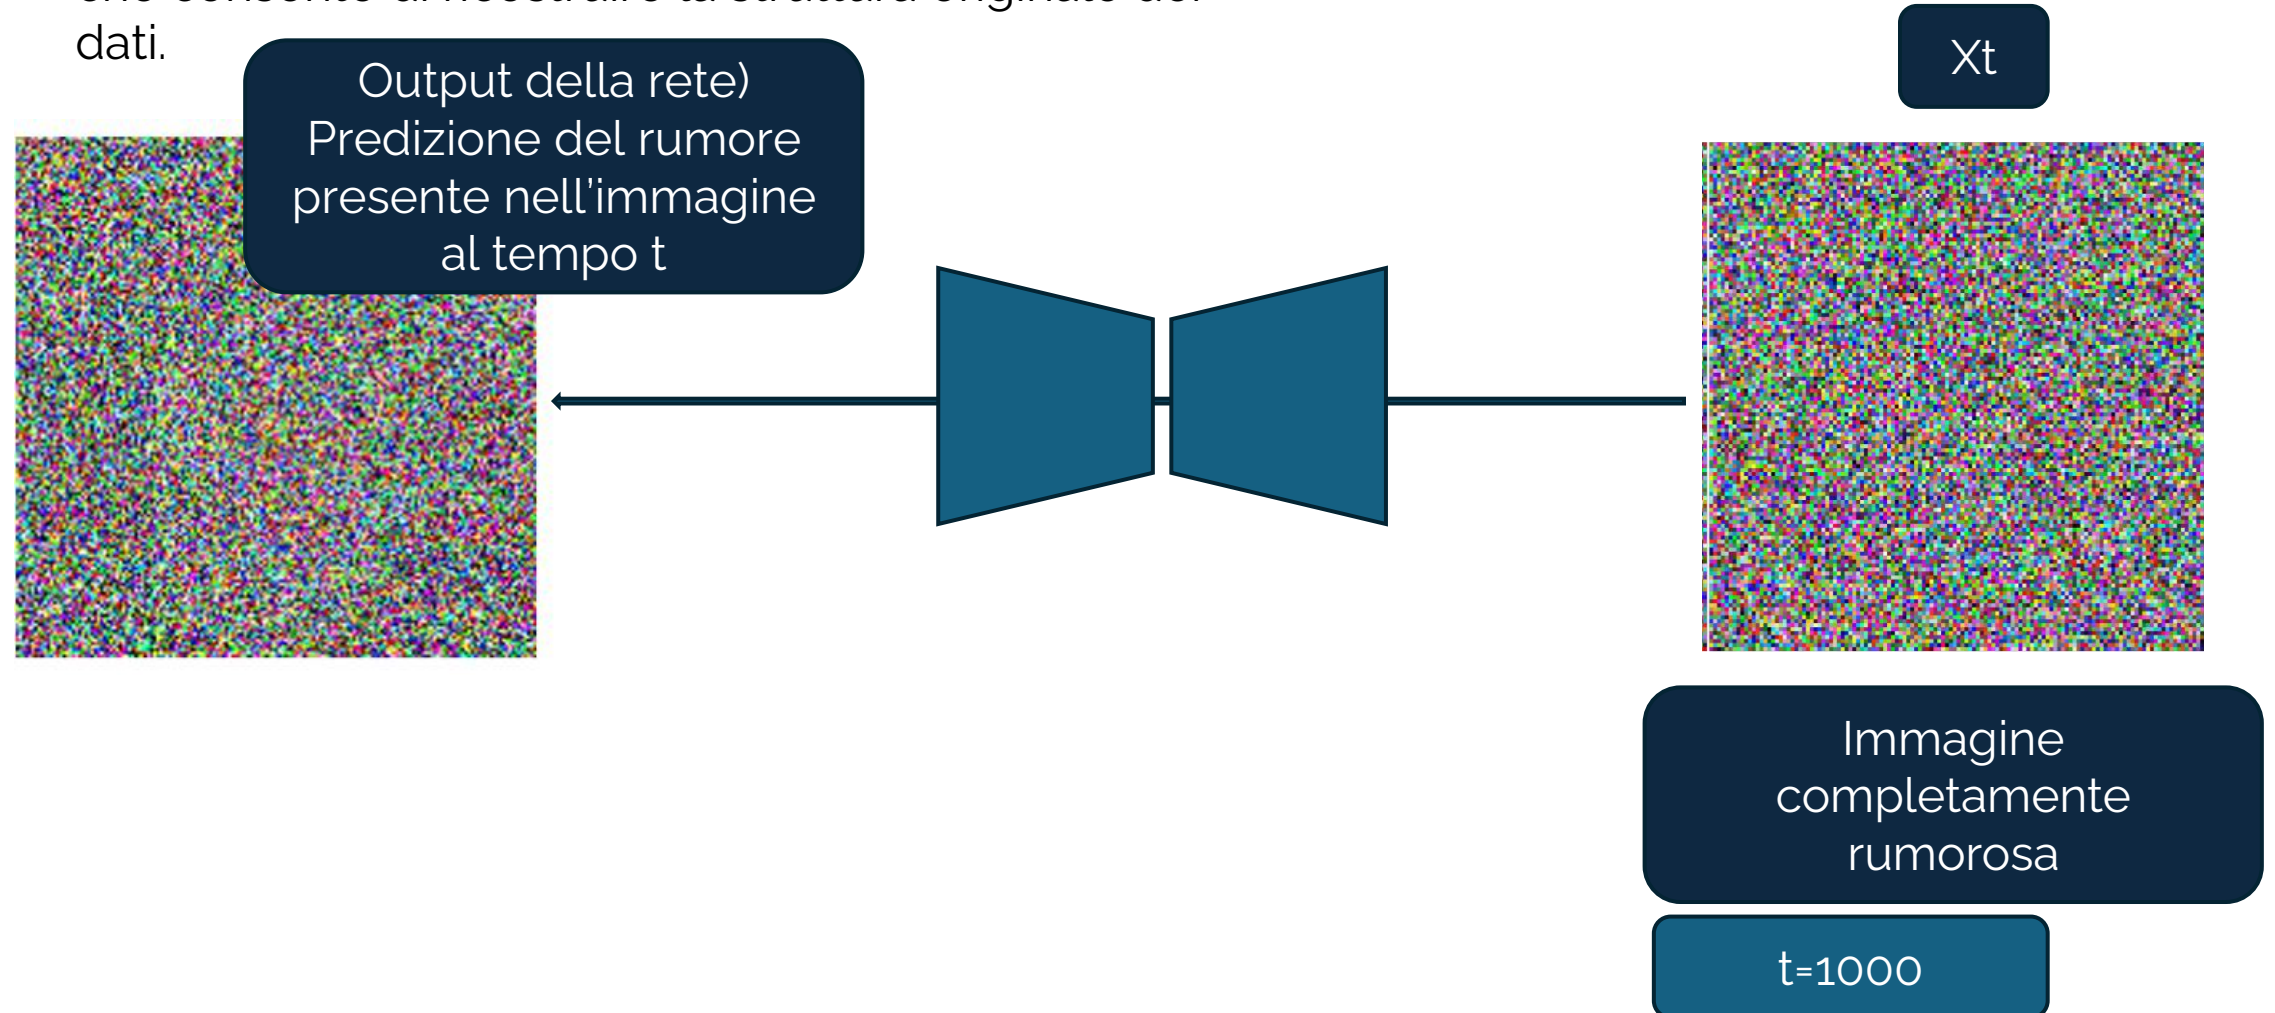 dati.
Output della rete)
Predizione del rumore
presente nell'immagine
al tempo t
Xt
Immagine
completamente
rumorosa
t=1000